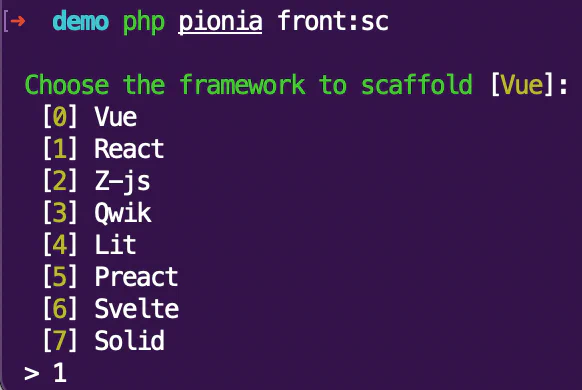 [→ demo php pionia front:sc
Choose the framework to scaffold [Vue]:
[0] Vue
[1] React
[2] Z-js
[3] Qwik
[4] Lit
[5] Preact
[6] Svelte
[7] Solid
> 1